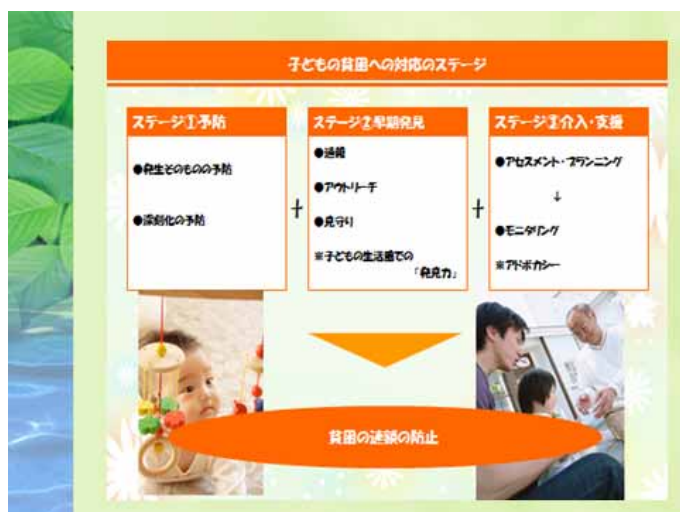 子どもの貧困への対応のステージ
ステージ①予防
●発生そのものの予防
●深刻化の予防
+
ステージ②早期発見
●通報
●アウトリーチ
●見守り
※子どもの生活圏での
「発見力」
+
ステージ③介入・支援
●アセスメント・プランニング
↓
●モニタリング
※アドボカシー
貧困の連鎖の防止